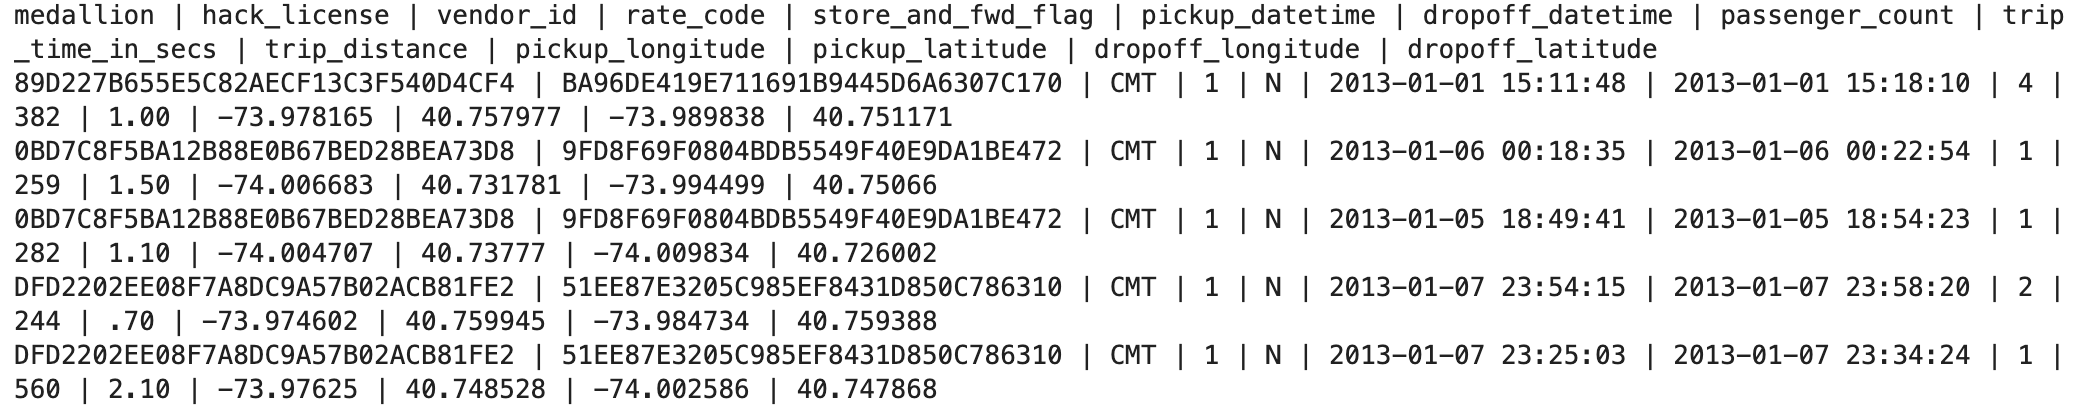 medallion | hack_license | vendor_id | rate_code | store_and_fwd_flag | pickup_datetime | dropoff_datetime | passenger_count | trip
_time_in_secs | trip_distance | pickup_longitude | pickup_latitude | dropoff_longitude | dropoff_latitude
89D227B655E5C82AECF13C3F540D4CF4 | BA96DE419E711691B9445D6A6307C170 | CMT | 1 | N | 2013-01-01 15:11:48 | 2013-01-01 15:18:10 | 4 |
382 | 1.00 | -73.978165 | 40.757977 | -73.989838 | 40.751171
0BD7C8F5BA12B88E0B67BED28BEA73D8 | 9FD8F69F0804BDB5549F40E9DA1BE472 | CMT | 1 | N | 2013-01-06 00:18:35 | 2013-01-06 00:22:54 | 1 |
259 | 1.50 | -74.006683 | 40.731781 | -73.994499 | 40.75066
0BD7C8F5BA12B88E0B67BED28BEA73D8 | 9FD8F69F0804BDB5549F40E9DA1BE472 | CMT | 1 | N | 2013-01-05 18:49:41 | 2013-01-05 18:54:23 | 1 |
282 | 1.10 | -74.004707 | 40.73777 | -74.009834 | 40.726002
DFD2202EE08F7A8DC9A57B02ACB81FE2 | 51EE87E3205C985EF8431D850C786310 | CMT | 1 | N | 2013-01-07 23:54:15 | 2013-01-07 23:58:20 | 2 |
244 | .70 | -73.974602 | 40.759945 | -73.984734 | 40.759388
DFD2202EE08F7A8DC9A57B02ACB81FE2 | 51EE87E3205C985EF8431D850C786310 | CMT | 1 | N | 2013-01-07 23:25:03 | 2013-01-07 23:34:24 | 1 |
560 | 2.10 | -73.97625 | 40.748528 | -74.002586 | 40.747868